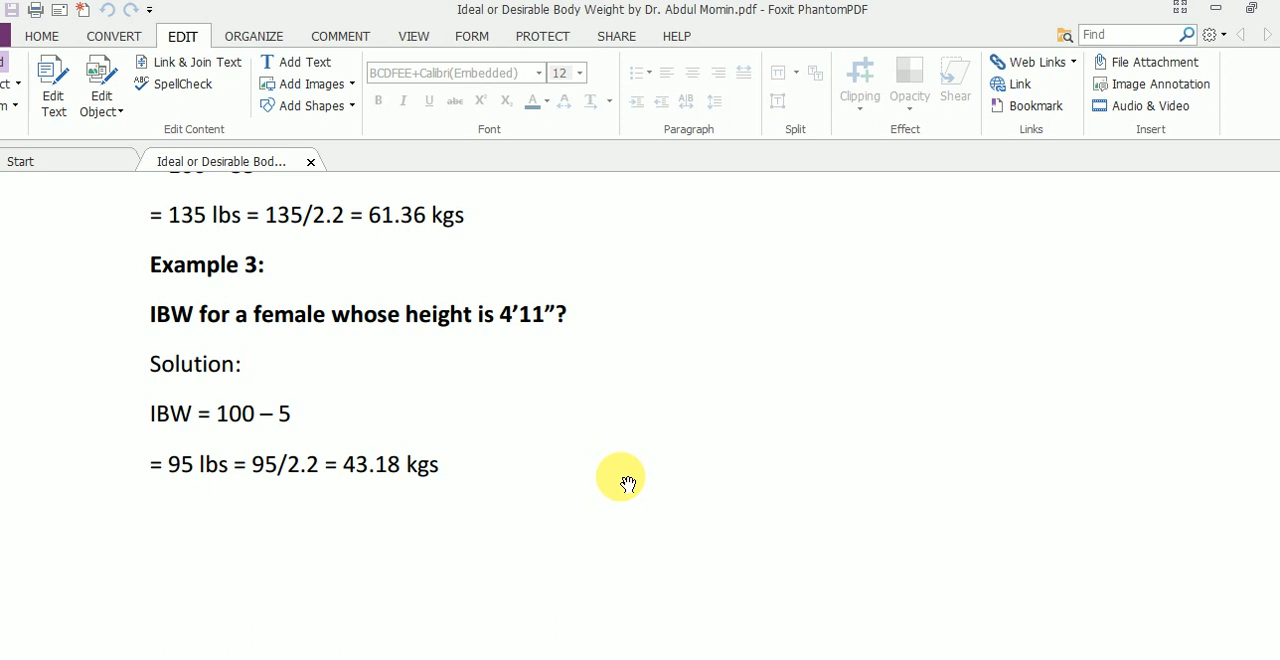 Ideal or Desirable Body Weight by Dr. Abdul Momin.pdf - Foxit PhantomPDF
HOME CONVERT EDIT ORGANIZE COMMENT VIEW FORM PROTECT SHARE HELP
Find
Edit Text
Edit Object
Link & Join Text
SpellCheck
Edit Content
Add Text
Add Images
Add Shapes
BCDFEE+Calibri(Embedded) 12
Font
Paragraph
Split
Clipping Opacity Shear
Effect
Web Links
Link
Bookmark
Links
File Attachment
Image Annotation
Audio & Video
Insert
Start
Ideal or Desirable Bod...
= 135 lbs = 135/2.2 = 61.36 kgs
Example 3:
IBW for a female whose height is 4’11”?
Solution:
IBW = 100 – 5
= 95 lbs = 95/2.2 = 43.18 kgs